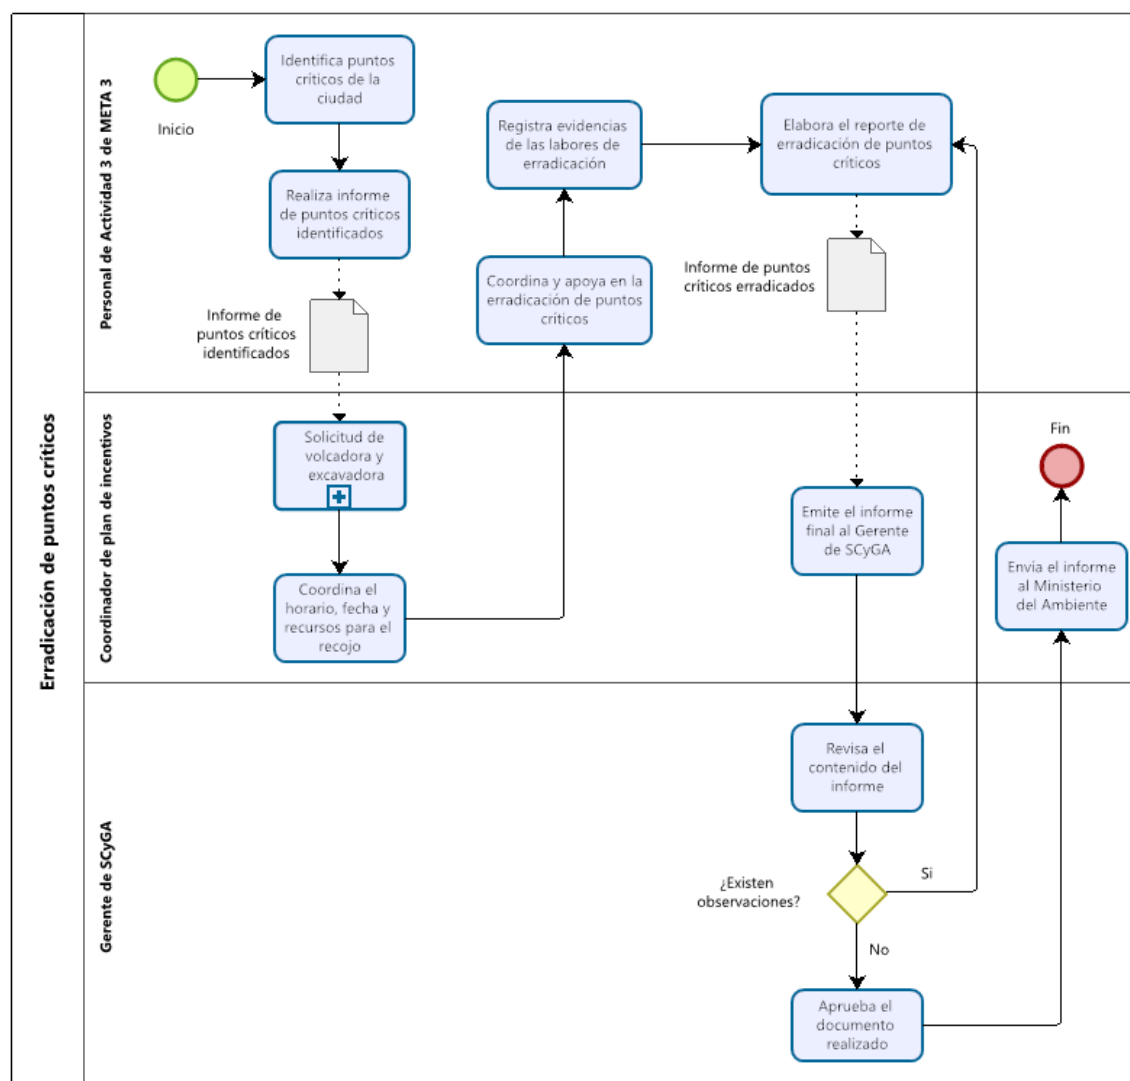 Erradicación de puntos críticos
Personal de Actividad 3 de META 3
Inicio
Identifica puntos
críticos de la
ciudad
Realiza informe
de puntos críticos
identificados
Informe de
puntos críticos
identificados
Registra evidencias
de las labores de
erradicación
Coordina y apoya en la
erradicación de puntos
críticos
Elabora el reporte de
erradicación de puntos
críticos
Informe de puntos
críticos erradicados
Coordinador de plan de incentivos
Solicitud de
volcadora y
excavadora
Coordina el
horario, fecha y
recursos para el
recojo
Emite el informe
final al Gerente
de SCyGA
Fin
Envía el informe
al Ministerio
del Ambiente
Gerente de SCyGA
Revisa el
contenido del
informe
¿Existen
observaciones?
Si
No
Aprueba el
documento
realizado